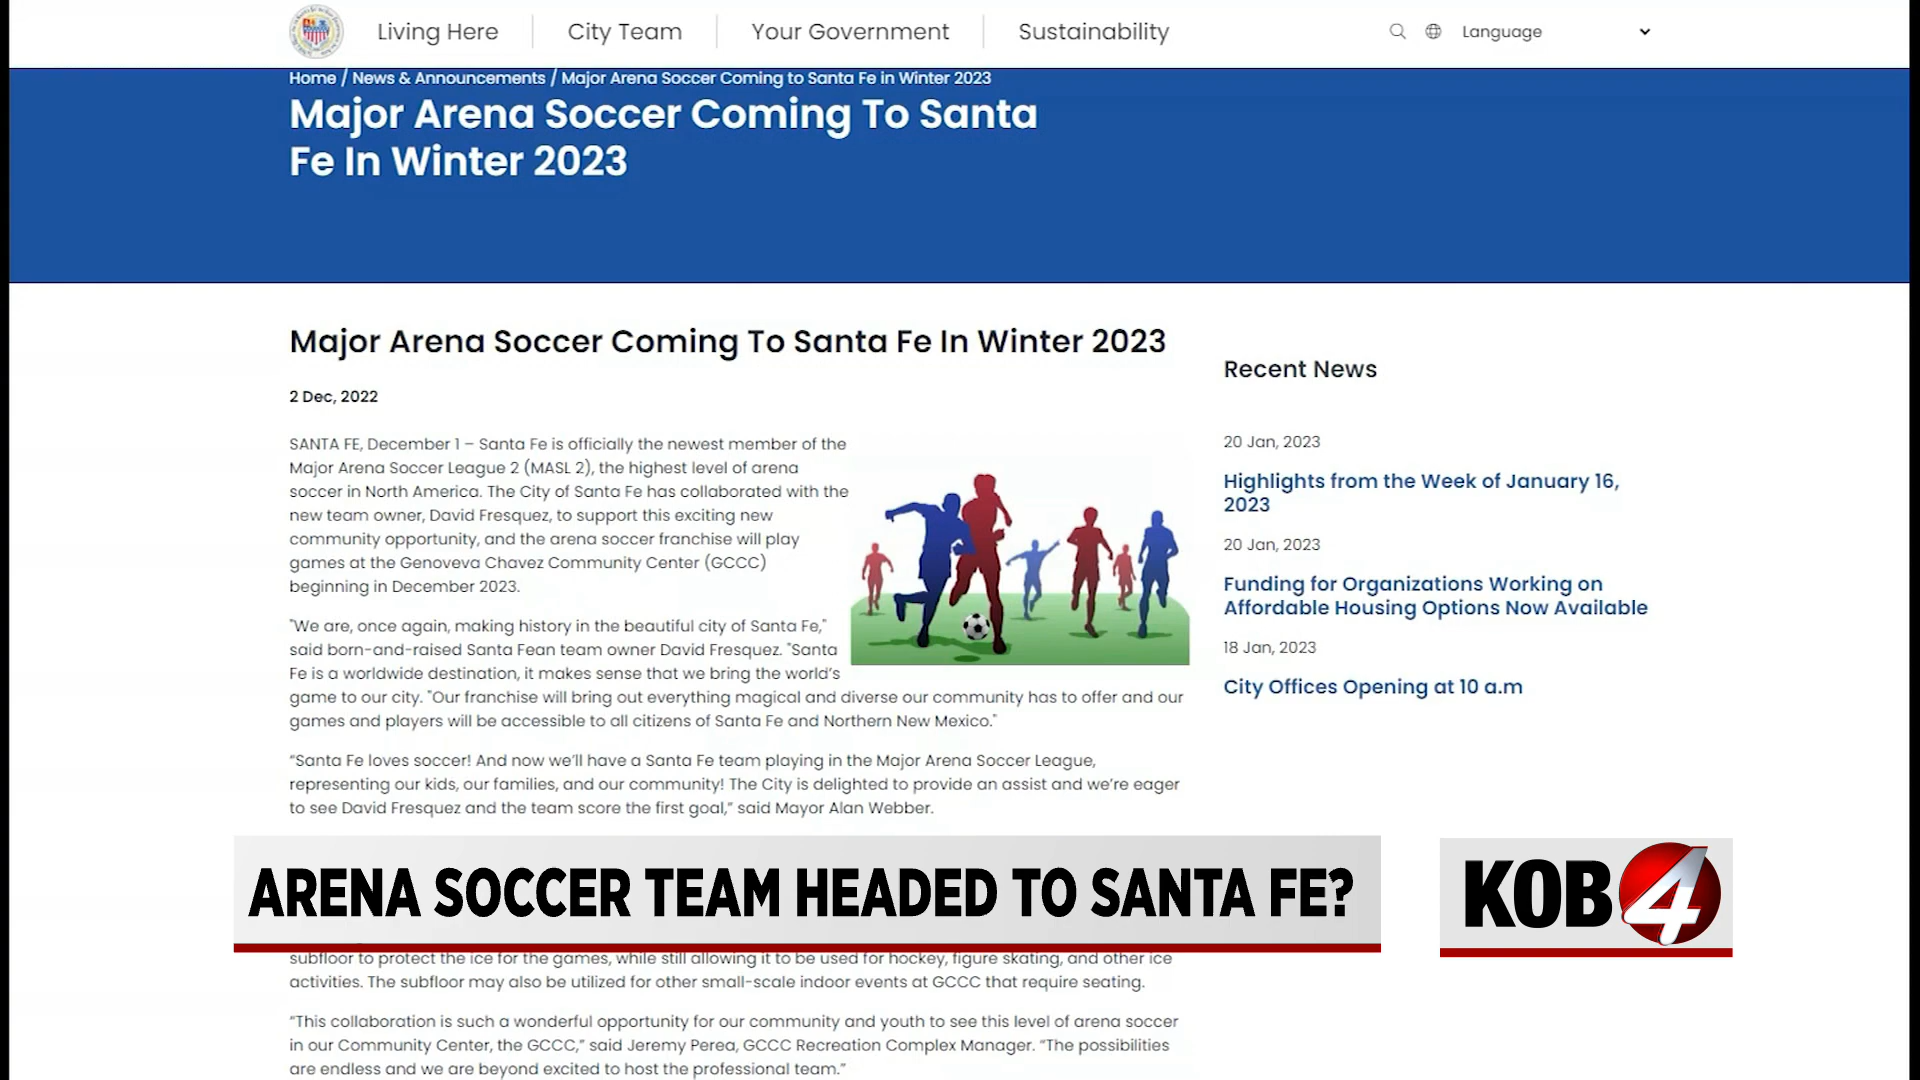 Living Here
City Team
Your Government
Sustainability
Language
Home / News & Announcements / Major Arena Soccer Coming to Santa Fe in Winter 2023
Major Arena Soccer Coming To Santa
Fe In Winter 2023
Major Arena Soccer Coming To Santa Fe In Winter 2023
2 Dec, 2022
SANTA FE, December 1 – Santa Fe is officially the newest member of the
Major Arena Soccer League 2 (MASL 2), the highest level of arena
soccer in North America. The City of Santa Fe has collaborated with the
new team owner, David Fresquez, to support this exciting new
community opportunity, and the arena soccer franchise will play
games at the Genoveva Chavez Community Center (GCCC)
beginning in December 2023.
"We are, once again, making history in the beautiful city of Santa Fe,"
said born-and-raised Santa Fean team owner David Fresquez. "Santa
Fe is a worldwide destination, it makes sense that we bring the world's
game to our city. "Our franchise will bring out everything magical and diverse our community has to offer and our
games and players will be accessible to all citizens of Santa Fe and Northern New Mexico."
“Santa Fe loves soccer! And now we’ll have a Santa Fe team playing in the Major Arena Soccer League,
representing our kids, our families, and our community! The City is delighted to provide an assist and we’re eager
to see David Fresquez and the team score the first goal,” said Mayor Alan Webber.
Recent News
20 Jan, 2023
Highlights from the Week of January 16,
2023
20 Jan, 2023
Funding for Organizations Working on
Affordable Housing Options Now Available
18 Jan, 2023
City Offices Opening at 10 a.m
ARENA SOCCER TEAM HEADED TO SANTA FE?
KOB 4
subfloor to protect the ice for the games, while still allowing it to be used for hockey, figure skating, and other ice
activities. The subfloor may also be utilized for other small-scale indoor events at GCCC that require seating.
“This collaboration is such a wonderful opportunity for our community and youth to see this level of arena soccer
in our Community Center, the GCCC,” said Jeremy Perea, GCCC Recreation Complex Manager. “The possibilities
are endless and we are beyond excited to host the professional team.”